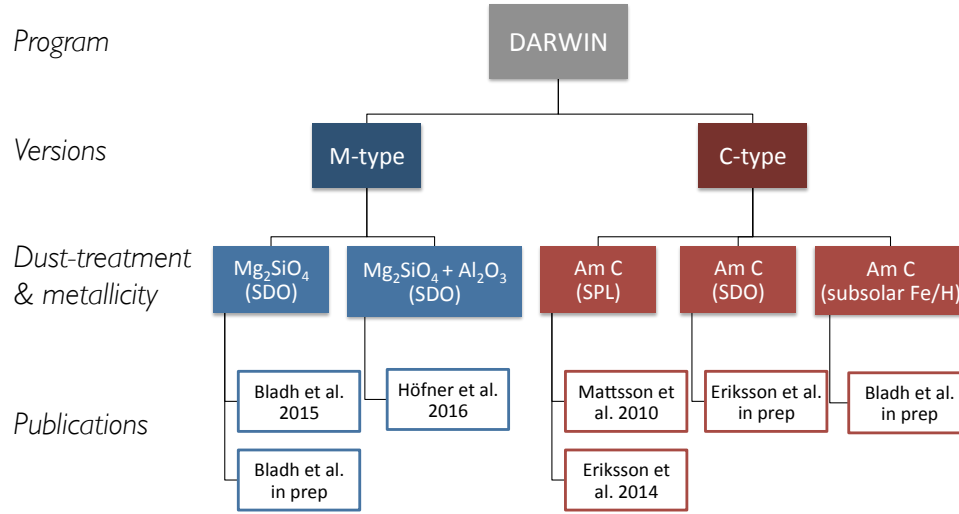 Program
DARWIN
Versions
M-type
C-type
Dust-treatment
& metallicity
Mg₂SiO₄
(SDO)
Mg₂SiO₄ + Al₂O₃
(SDO)
Am C
(SPL)
Am C
(SDO)
Am C
(subsolar Fe/H)
Publications
Bladh et al.
2015
Höfner et al.
2016
Mattsson
et al. 2010
Eriksson et
al. in prep
Bladh et al.
in prep
Bladh et al.
in prep
Eriksson
et al. 2014